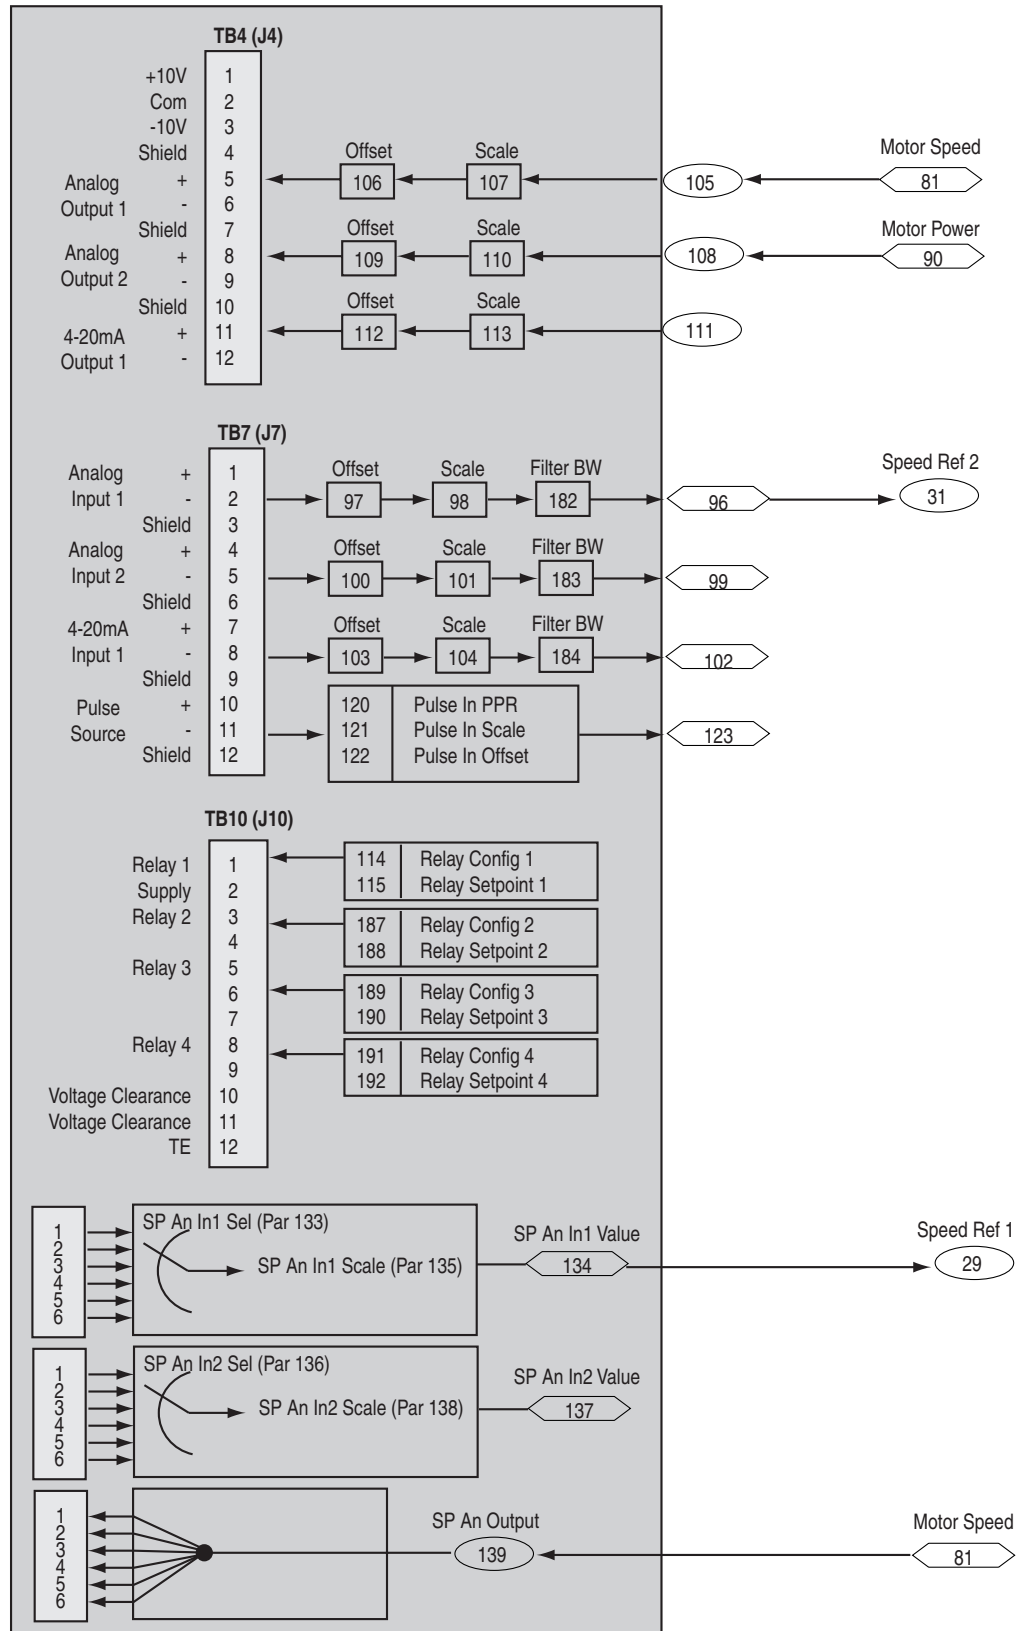 TB4 (J4)
+10V 1
Com 2
-10V 3
Shield 4 Offset Scale Motor Speed
Analog + 5 106 107 105 81
Output 1 - 6
Shield 7 Offset Scale Motor Power
Analog + 8 109 110 108 90
Output 2 - 9
Shield 10 Offset Scale
4-20mA + 11 112 113 111
Output 1 - 12
TB7 (J7)
Analog + 1 Offset Scale Filter BW Speed Ref 2
Input 1 - 2 97 98 182 96 31
Shield 3
Analog + 4 Offset Scale Filter BW
Input 2 - 5 100 101 183 99
Shield 6
4-20mA + 7 Offset Scale Filter BW
Input 1 - 8 103 104 184 102
Shield 9
Pulse + 10 120 Pulse In PPR
Source - 11 121 Pulse In Scale 123
Shield 12 122 Pulse In Offset
TB10 (J10)
Relay 1 1 114 Relay Config 1
Supply 2 115 Relay Setpoint 1
Relay 2 3 187 Relay Config 2
4 188 Relay Setpoint 2
Relay 3 5
6 189 Relay Config 3
7 190 Relay Setpoint 3
Relay 4 8 191 Relay Config 4
9 192 Relay Setpoint 4
Voltage Clearance 10
Voltage Clearance 11
TE 12
SP An In1 Sel (Par 133)
1
2
3
4
5
6
SP An In1 Scale (Par 135)
SP An In1 Value
134
Speed Ref 1
29
SP An In2 Sel (Par 136)
1
2
3
4
5
6
SP An In2 Scale (Par 138)
SP An In2 Value
137
1
2
3
4
5
6
SP An Output
139
Motor Speed
81